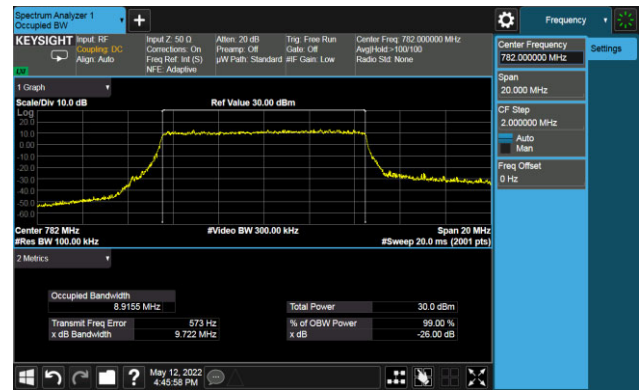 Spectrum Analyzer 1
Occupied BW
Frequency
KEYSIGHT
Input: RF
Coupling: DC
Align: Auto
Input Z: 50 Ω
Corrections: On
Freq Ref: Int (S)
NFE: Adaptive
Atten: 20 dB
Preamp: Off
µW Path: Standard
Trig: Free Run
Gate: Off
#IF Gain: Low
Center Freq: 782.000000 MHz
Avg|Hold:>100/100
Radio Std: None
Center Frequency
782.000000 MHz
Settings
Span
20.000 MHz
CF Step
2.000000 MHz
Auto
Man
Freq Offset
0 Hz
1 Graph
Scale/Div 10.0 dB
Ref Value 30.00 dBm
Log
20.0
10.0
0.00
-10.0
-20.0
-30.0
-40.0
-50.0
-60.0
Center 782 MHz
#Video BW 300.00 kHz
Span 20 MHz
#Res BW 100.00 kHz
#Sweep 20.0 ms (2001 pts)
2 Metrics
Occupied Bandwidth
8.9155 MHz
Total Power
30.0 dBm
Transmit Freq Error
573 Hz
% of OBW Power
99.00 %
x dB Bandwidth
9.722 MHz
x dB
-26.00 dB
May 12, 2022
4:45:58 PM